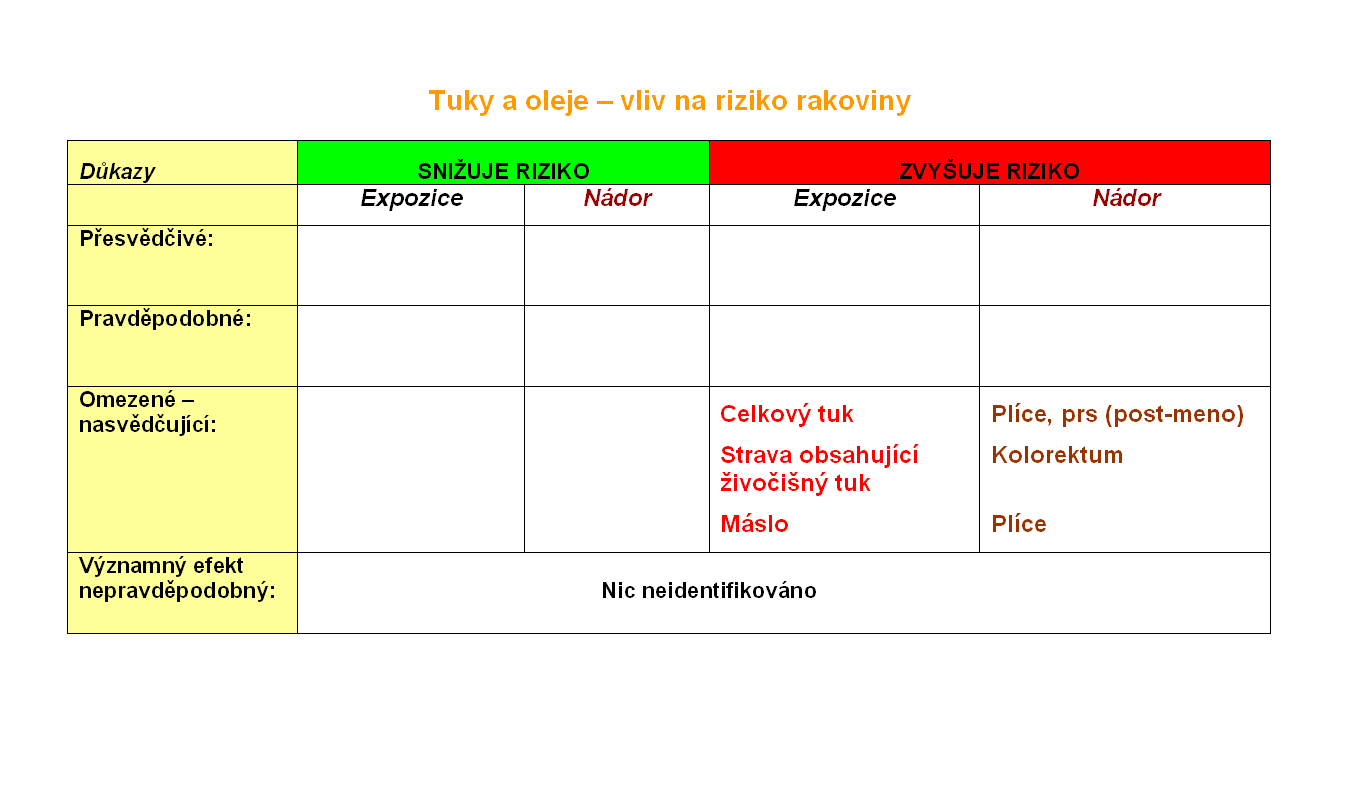 Tuky a oleje – vliv na riziko rakoviny
Důkazy
SNIŽUJE RIZIKO
ZVYŠUJE RIZIKO
Expozice
Nádor
Expozice
Nádor
Přesvědčivé:
Pravděpodobné:
Omezené –
nasvědčující:
Celkový tuk
Plíce, prs (post-meno)
Strava obsahující
živočišný tuk
Kolorektum
Máslo
Plíce
Významný efekt
nepravděpodobný:
Nic neidentifikováno